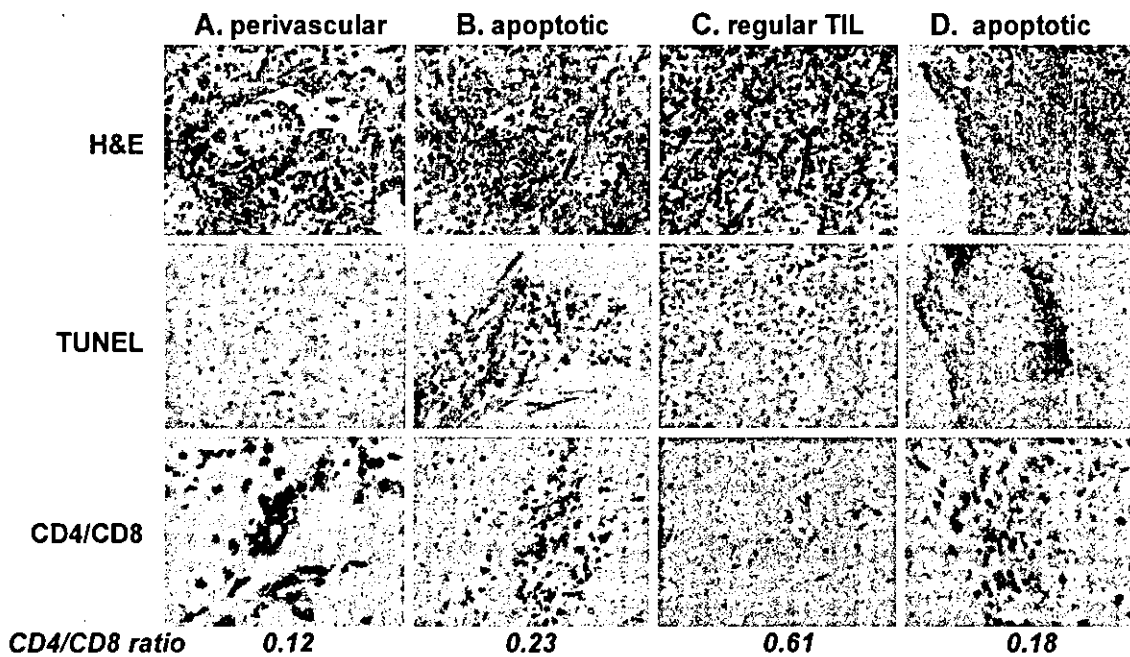 A. perivascular B. apoptotic C. regular TIL D. apoptotic
H&E
TUNEL
CD4/CD8
CD4/CD8 ratio 0.12 0.23 0.61 0.18